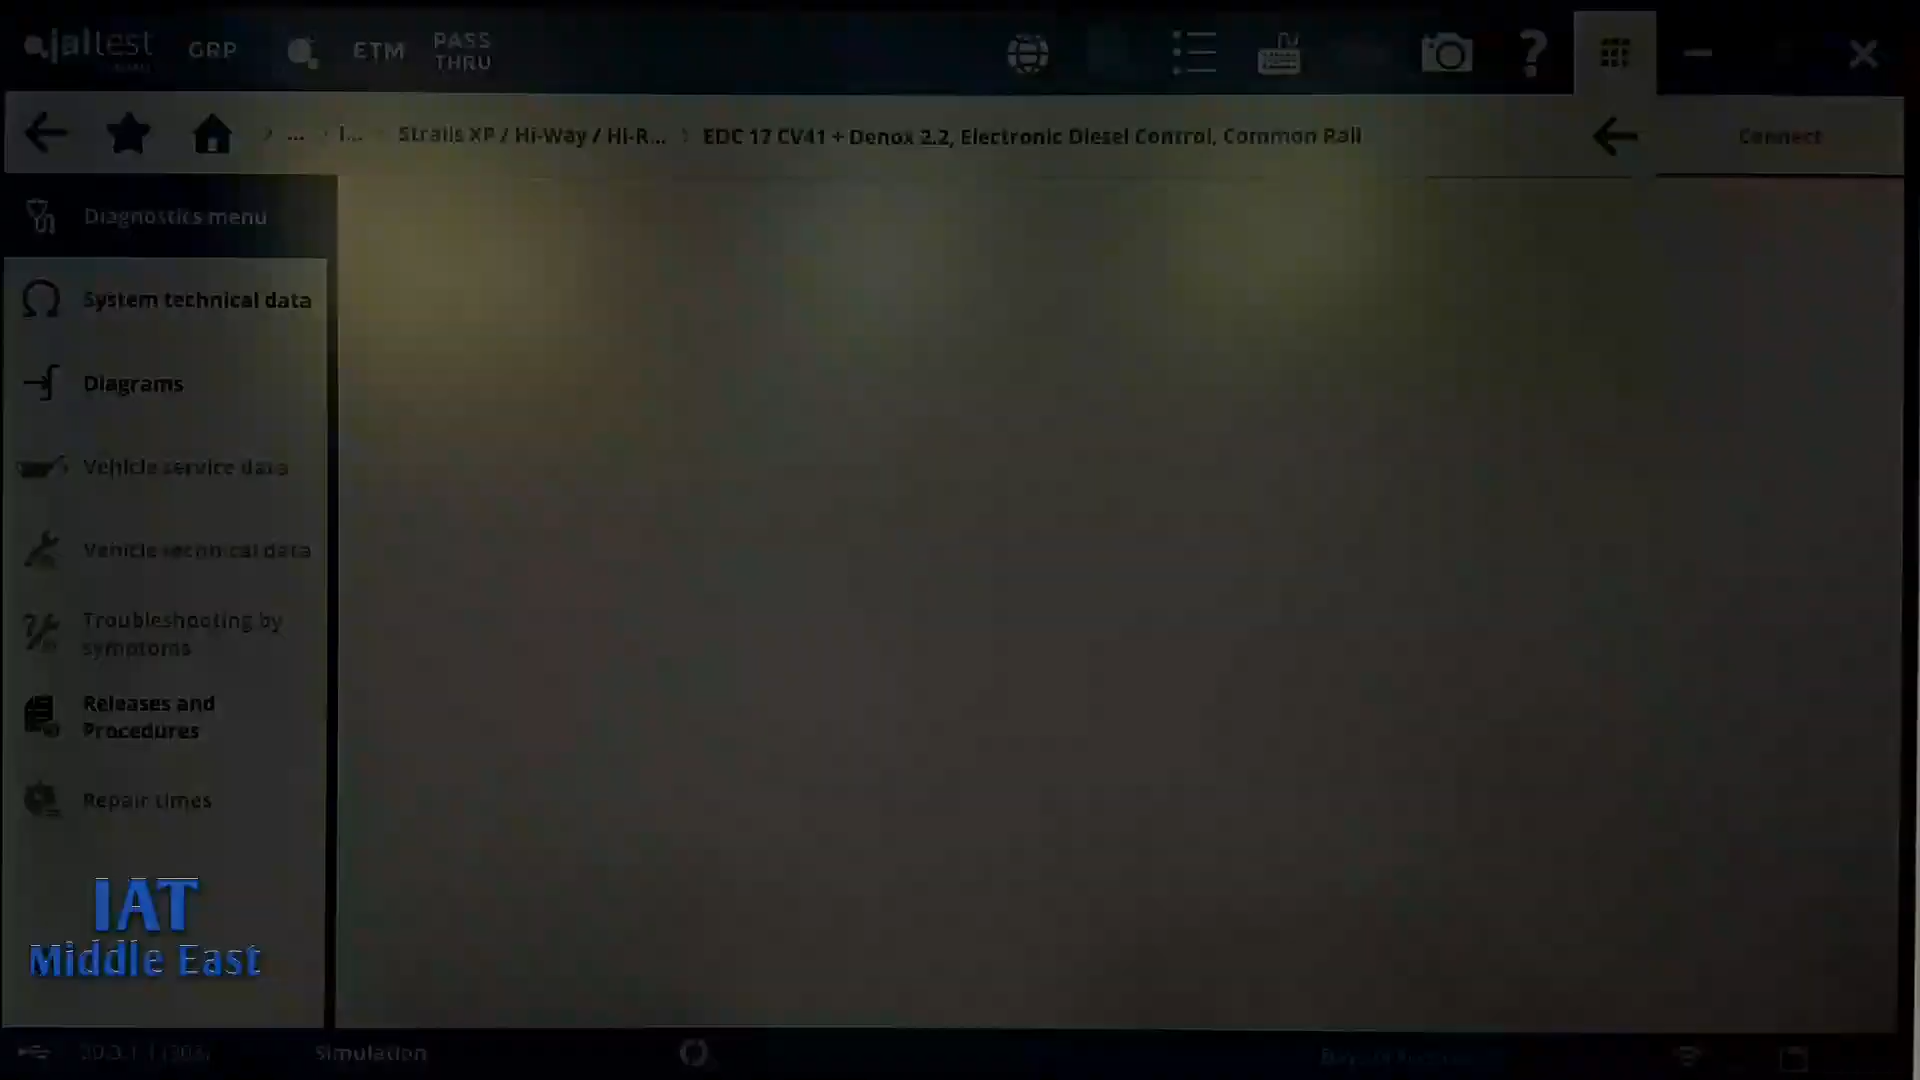 jaltest
GRP
ETM
PASS
THRU
... I... Stralis XP / Hi-Way / Hi-R... EDC 17 CV41 + Denox 2.2, Electronic Diesel Control, Common Rail
Connect
Diagnostics menu
System technical data
Diagrams
Vehicle service data
Vehicle technical data
Troubleshooting by
symptoms
Releases and
Procedures
Repair times
IAT
Middle East
Simulation